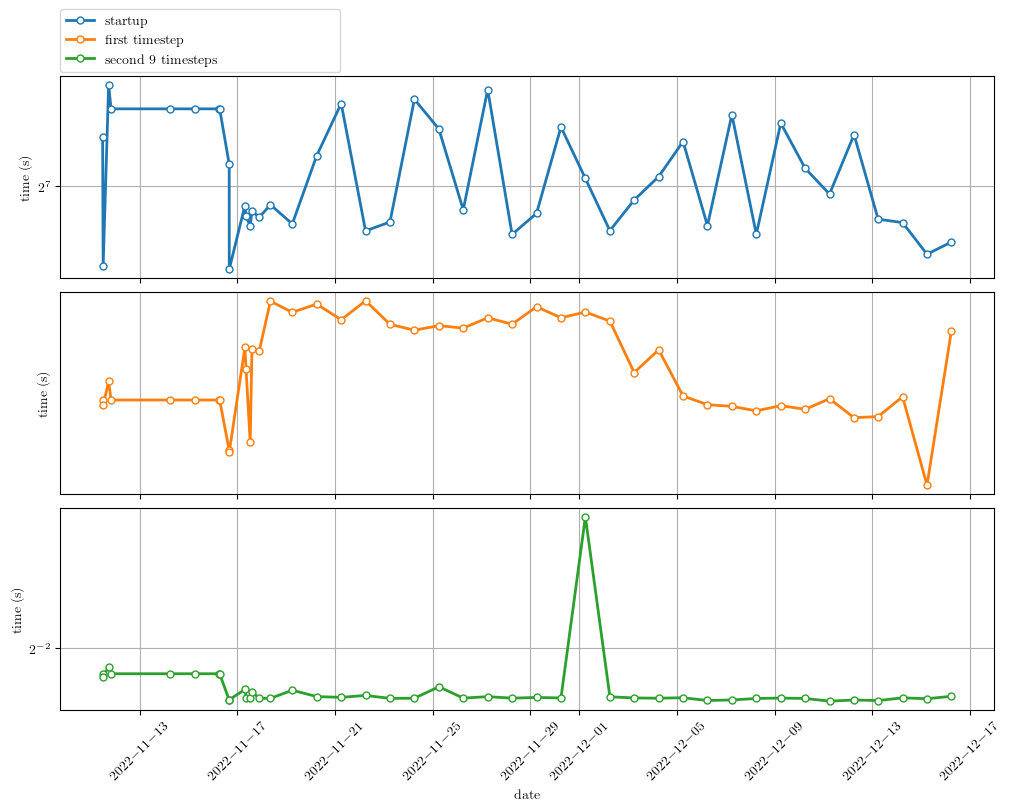 startup
first timestep
second 9 timesteps
time (s)
2⁷
time (s)
time (s)
2⁻²
2022−11−13
2022−11−17
2022−11−21
2022−11−25
2022−11−29
2022−12−01
2022−12−05
2022−12−09
2022−12−13
2022−12−17
date